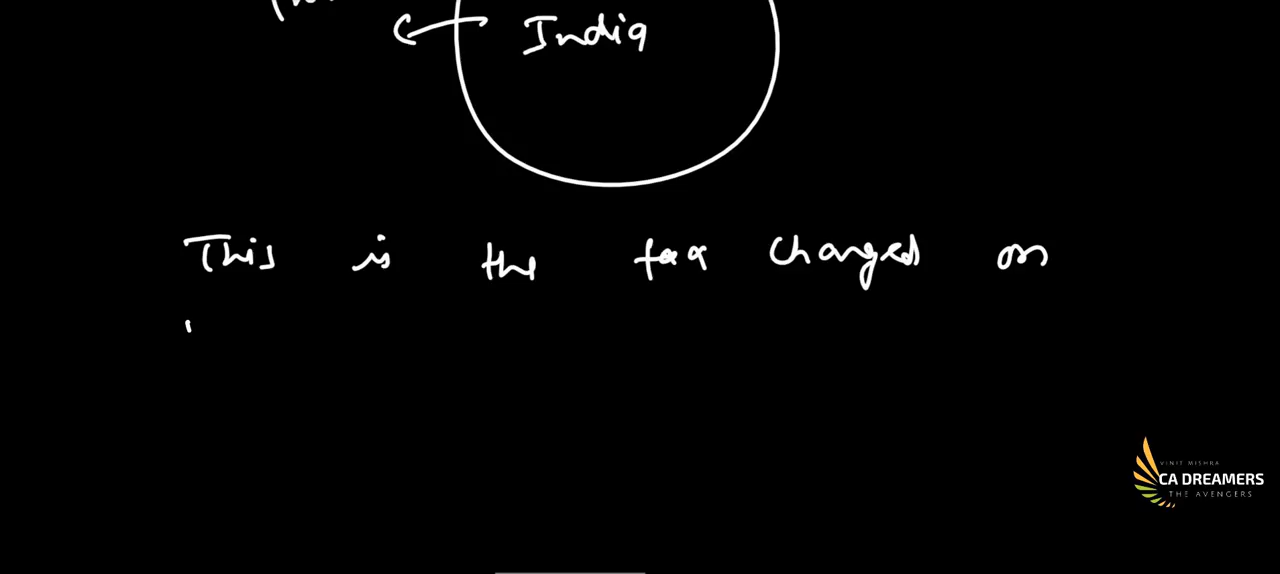 India
This is the tax charged on
VINIT MISHRA
CA DREAMERS
THE AVENGERS